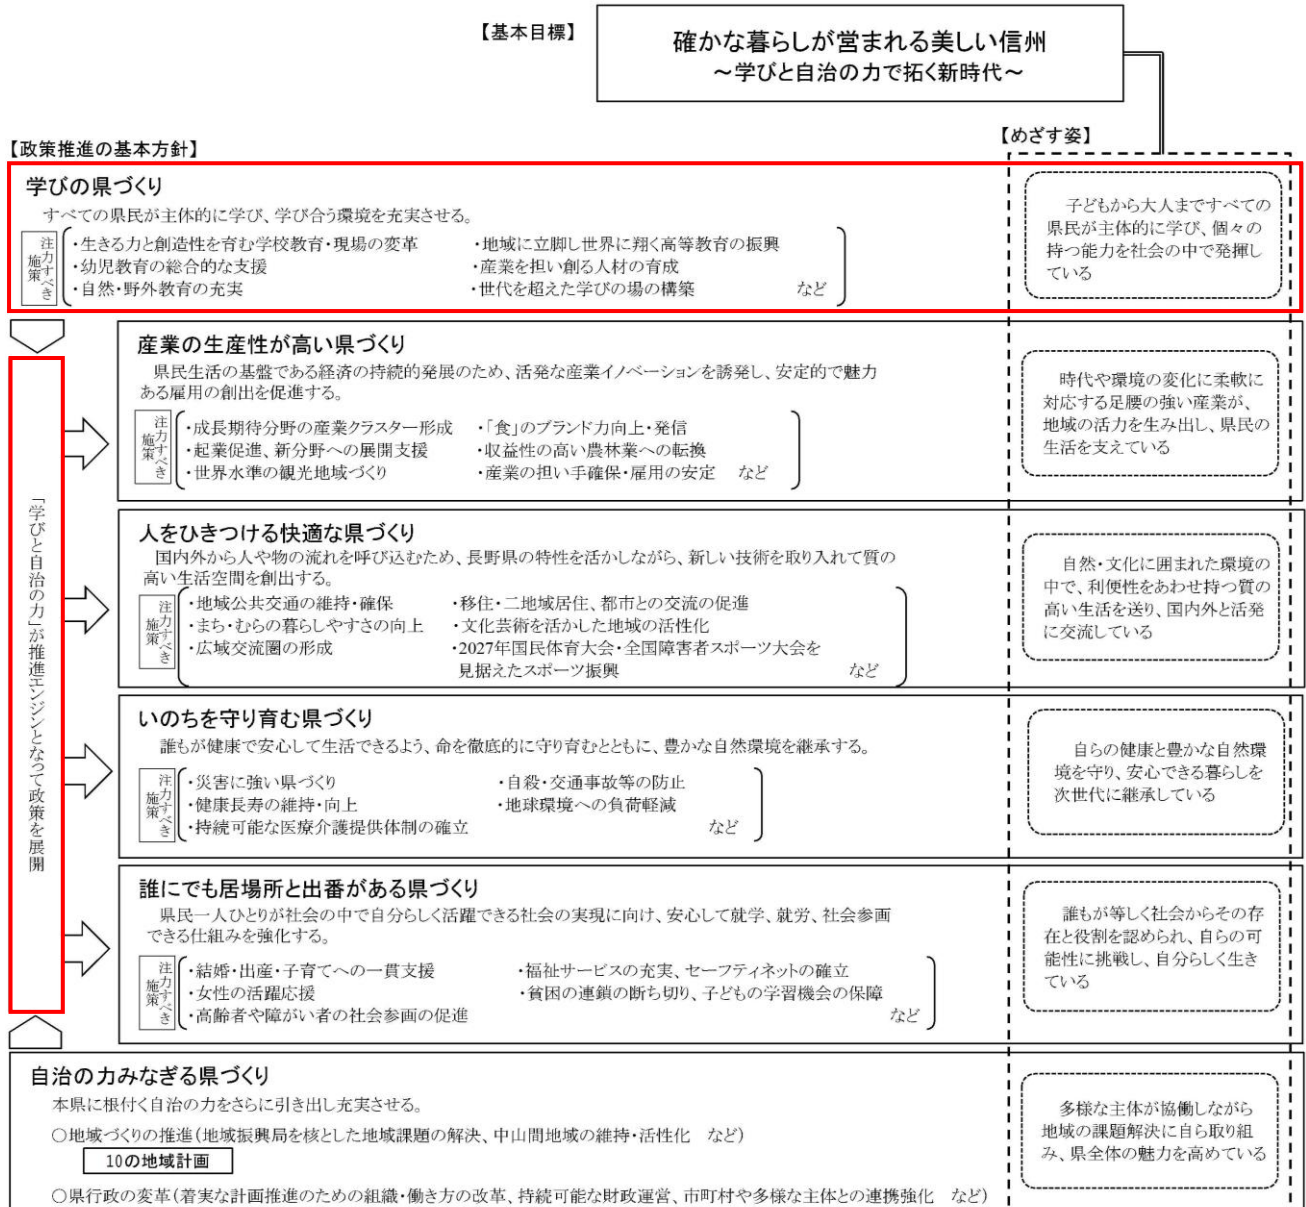 【基本目標】
確かな暮らしが営まれる美しい信州
～学びと自治の力で拓く新時代～
【政策推進の基本方針】
【めざす姿】
学びの県づくり
すべての県民が主体的に学び、学び合う環境を充実させる。
注力すべき施策
・生きる力と創造性を育む学校教育・現場の変革
・幼児教育の総合的な支援
・自然・野外教育の充実
・地域に立脚し世界に翔く高等教育の振興
・産業を担い創る人材の育成
・世代を超えた学びの場の構築 など
子どもから大人まですべての
県民が主体的に学び、個々の
持つ能力を社会の中で発揮し
ている
「学びと自治の力」が推進エンジンとなって政策を展開
産業の生産性が高い県づくり
県民生活の基盤である経済の持続的発展のため、活発な産業イノベーションを誘発し、安定的で魅力
ある雇用の創出を促進する。
注力すべき施策
・成長期待分野の産業クラスター形成
・起業促進、新分野への展開支援
・世界水準の観光地域づくり
・「食」のブランド力向上・発信
・収益性の高い農林業への転換
・産業の担い手確保・雇用の安定 など
時代や環境の変化に柔軟に
対応する足腰の強い産業が、
地域の活力を生み出し、県民の
生活を支えている
人をひきつける快適な県づくり
国内外から人や物の流れを呼び込むため、長野県の特性を活かしながら、新しい技術を取り入れて質の
高い生活空間を創出する。
注力すべき施策
・地域公共交通の維持・確保
・まち・むらの暮らしやすさの向上
・広域交流圏の形成
・移住・二地域居住、都市との交流の促進
・文化芸術を活かした地域の活性化
・2027年国民体育大会・全国障害者スポーツ大会を
見据えたスポーツ振興 など
自然・文化に囲まれた環境の
中で、利便性をあわせ持つ質の
高い生活を送り、国内外と活発
に交流している
いのちを守り育む県づくり
誰もが健康で安心して生活できるよう、命を徹底的に守り育むとともに、豊かな自然環境を継承する。
注力すべき施策
・災害に強い県づくり
・健康長寿の維持・向上
・持続可能な医療介護提供体制の確立
・自殺・交通事故等の防止
・地球環境への負荷軽減
など
自らの健康と豊かな自然環
境を守り、安心できる暮らしを
次世代に継承している
誰にでも居場所と出番がある県づくり
県民一人ひとりが社会の中で自分らしく活躍できる社会の実現に向け、安心して就学、就労、社会参画
できる仕組みを強化する。
注力すべき施策
・結婚・出産・子育てへの一貫支援
・女性の活躍応援
・高齢者や障がい者の社会参画の促進
・福祉サービスの充実、セーフティネットの確立
・貧困の連鎖の断ち切り、子どもの学習機会の保障
など
誰もが等しく社会からその存
在と役割を認められ、自らの可
能性に挑戦し、自分らしく生き
ている
自治の力みなぎる県づくり
本県に根付く自治の力をさらに引き出し充実させる。
○地域づくりの推進（地域振興局を核とした地域課題の解決、中山間地域の維持・活性化 など）
10の地域計画
○県行政の変革（着実な計画推進のための組織・働き方の改革、持続可能な財政運営、市町村や多様な主体との連携強化 など）
多様な主体が協働しながら
地域の課題解決に自ら取り組
み、県全体の魅力を高めている